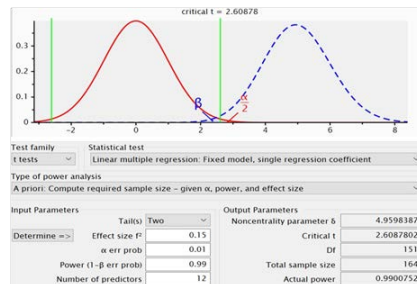 critical t = 2.60878
0.3
0.2
0.1
0
β
α
2
-2 0 2 4 6 8
Test family Statistical test
t tests Linear multiple regression: Fixed model, single regression coefficient
Type of power analysis
A priori: Compute required sample size – given α, power, and effect size
Input Parameters Output Parameters
Tail(s) Two Noncentrality parameter δ 4.9598387
Determine => Effect size f² 0.15 Critical t 2.6087802
α err prob 0.01 Df 151
Power (1-β err prob) 0.99 Total sample size 164
Number of predictors 12 Actual power 0.9900752